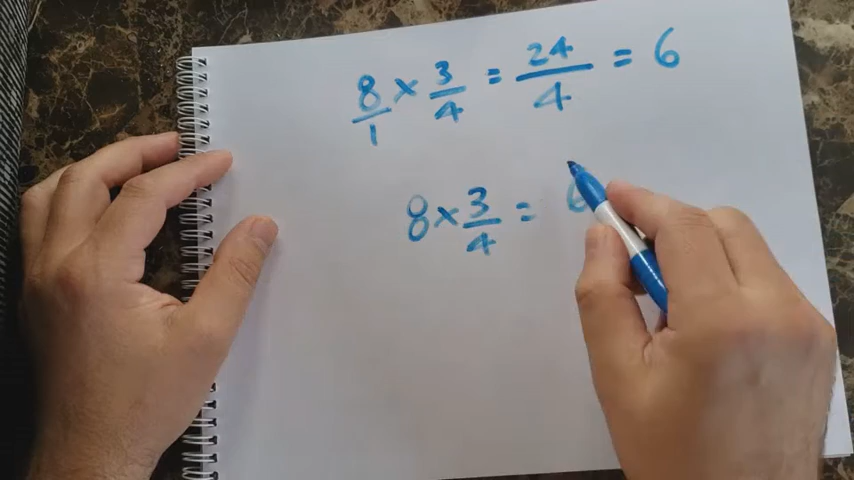 8/1 × 3/4 = 24/4 = 6
8 × 3/4 = 6